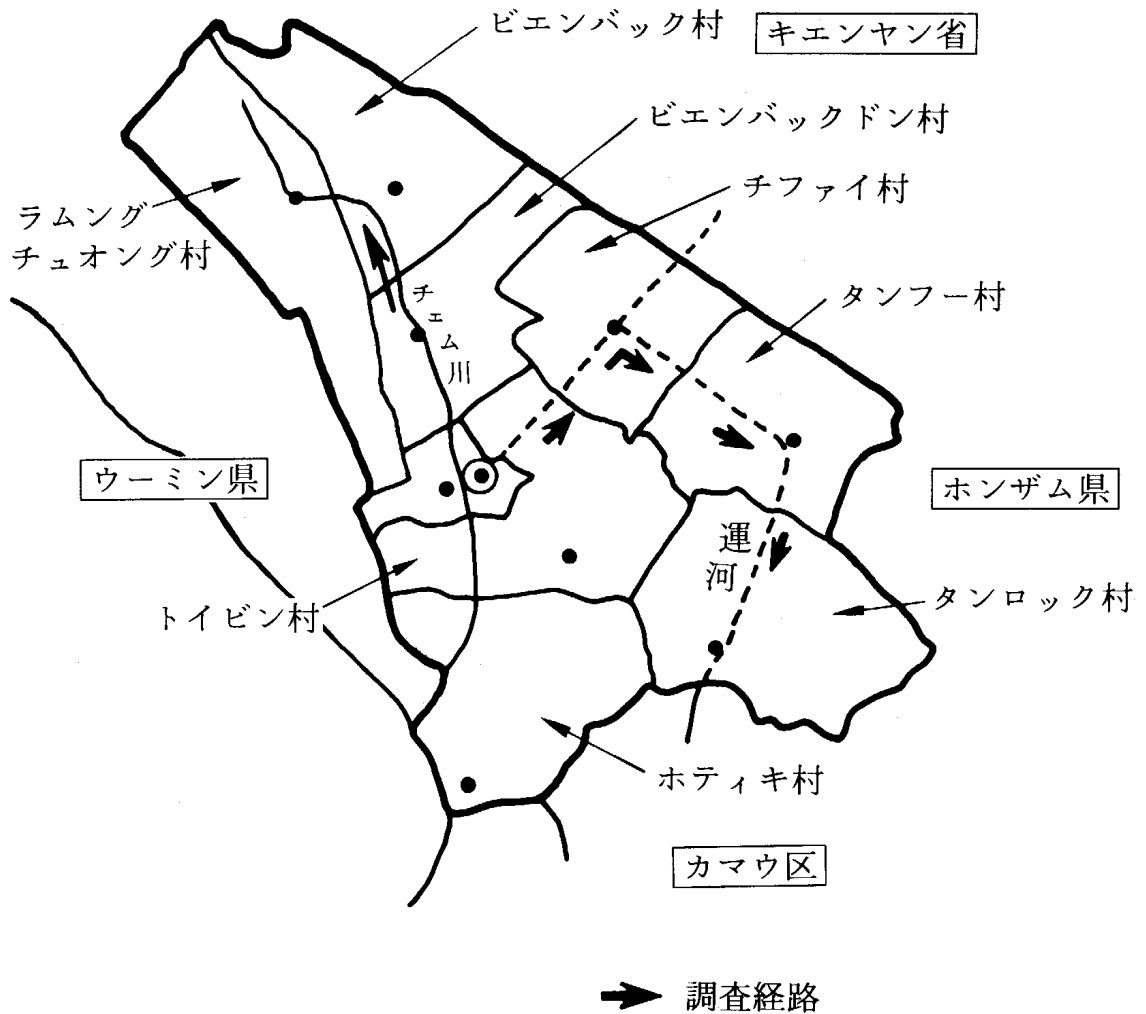 ビエンバック村
キエンヤン省
ビエンバックドン村
チファイ村
ラムング
チュオング村
タンフー村
チェム川
ウーミン県
ホンザム県
運河
トイビン村
タンロック村
ホティキ村
カマウ区
調査経路